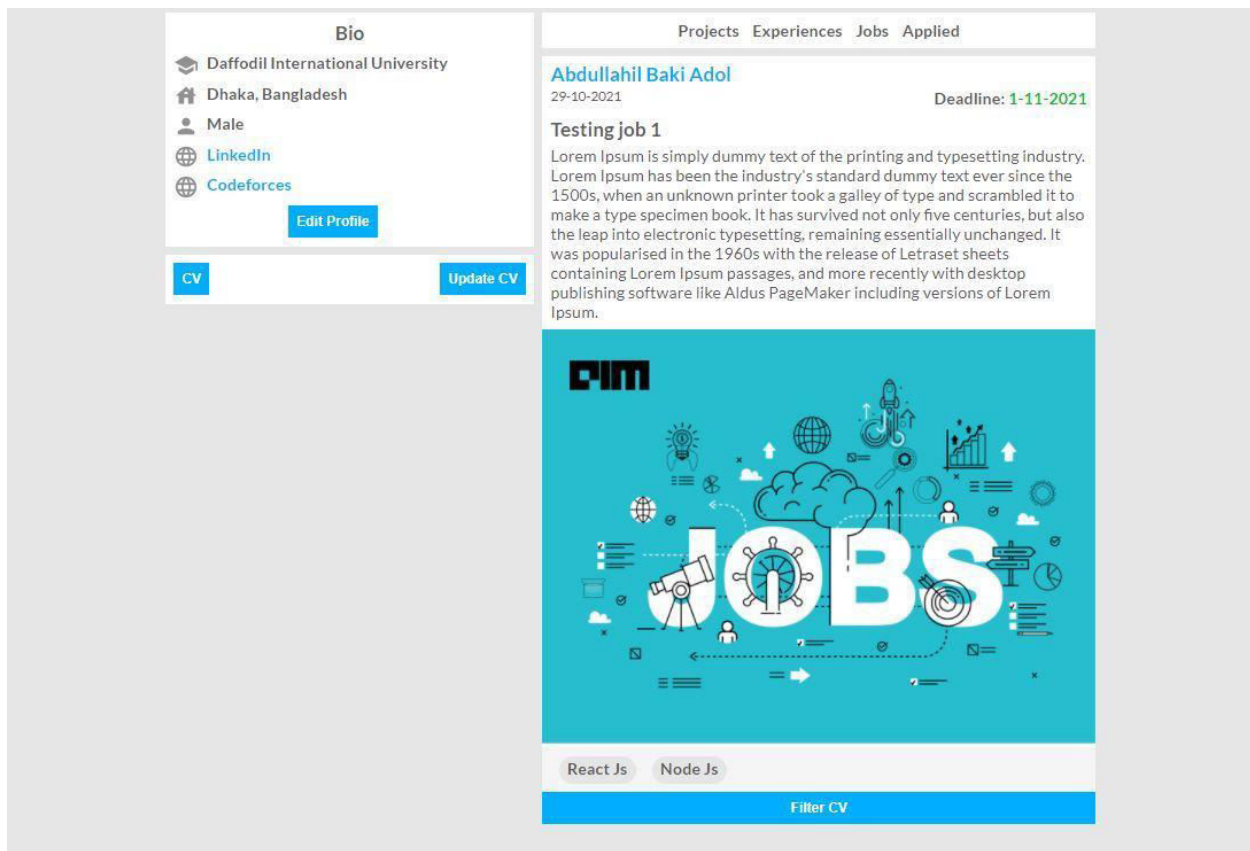 Bio
Daffodil International University
Dhaka, Bangladesh
Male
LinkedIn
Codeforces
Edit Profile
CV
Update CV
Projects Experiences Jobs Applied
Abdullahil Baki Adol
29-10-2021
Deadline: 1-11-2021
Testing job 1
Lorem Ipsum is simply dummy text of the printing and typesetting industry.
Lorem Ipsum has been the industry's standard dummy text ever since the
1500s, when an unknown printer took a galley of type and scrambled it to
make a type specimen book. It has survived not only five centuries, but also
the leap into electronic typesetting, remaining essentially unchanged. It
was popularised in the 1960s with the release of Letraset sheets
containing Lorem Ipsum passages, and more recently with desktop
publishing software like Aldus PageMaker including versions of Lorem
Ipsum.
AIM
JOBS
React Js Node Js
Filter CV